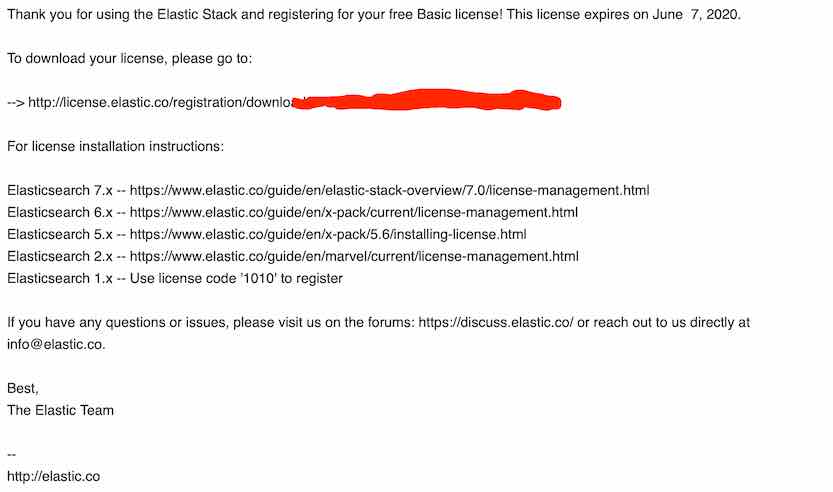 Thank you for using the Elastic Stack and registering for your free Basic license! This license expires on June  7, 2020.
To download your license, please go to:
--> http://license.elastic.co/registration/downlo
For license installation instructions:
Elasticsearch 7.x -- https://www.elastic.co/guide/en/elastic-stack-overview/7.0/license-management.html
Elasticsearch 6.x -- https://www.elastic.co/guide/en/x-pack/current/license-management.html
Elasticsearch 5.x -- https://www.elastic.co/guide/en/x-pack/5.6/installing-license.html
Elasticsearch 2.x -- https://www.elastic.co/guide/en/marvel/current/license-management.html
Elasticsearch 1.x -- Use license code '1010' to register
If you have any questions or issues, please visit us on the forums: https://discuss.elastic.co/ or reach out to us directly at
info@elastic.co.
Best,
The Elastic Team
--
http://elastic.co